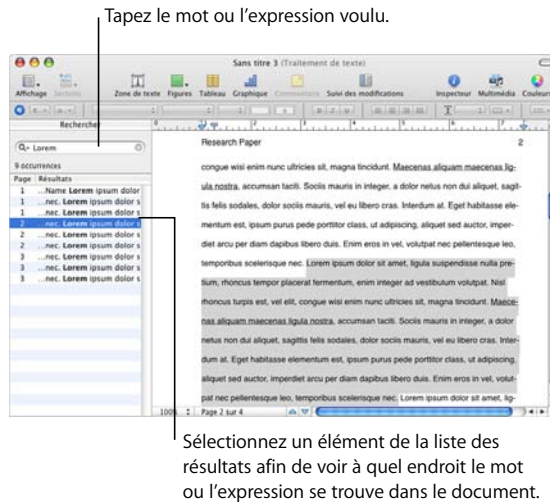 Tapez le mot ou l'expression voulu.
Sans titre 3 (Traitement de texte)
Affichage Sections Zone de texte Figures Tableau Graphique Commentaire Suivi des modifications Inspecteur Multimédia Couleurs
Rechercher
Lorem
9 occurrences
Page Résultats
1 ...Name Lorem ipsum dolor
1 ...nec. Lorem ipsum dolor s
1 ...nec. Lorem ipsum dolor s
2 ...nec. Lorem ipsum dolor s
2 ...nec. Lorem ipsum dolor s
2 ...nec. Lorem ipsum dolor s
3 ...nec. Lorem ipsum dolor s
3 ...nec. Lorem ipsum dolor s
3 ...nec. Lorem ipsum dolor s
Research Paper 2
congue wisi enim nunc ultricies sit, magna tincidunt. Maecenas aliquam maecenas lig-
ula nostra, accumsan taciti. Sociis mauris in integer, a dolor netus non dui aliquet, sagit-
tis felis sodales, dolor sociis mauris, vel eu libero cras. Interdum at. Eget habitasse ele-
mentum est, ipsum purus pede porttitor class, ut adipiscing, aliquet sed auctor, imper-
diet arcu per diam dapibus libero duis. Enim eros in vel, volutpat nec pellentesque leo,
temporibus scelerisque nec. Lorem ipsum dolor sit amet, ligula suspendisse nulla pre-
tium, rhoncus tempor placerat fermentum, enim integer ad vestibulum volutpat. Nisl
rhoncus turpis est, vel elit, congue wisi enim nunc ultricies sit, magna tincidunt. Maece-
nas aliquam maecenas ligula nostra, accumsan taciti. Sociis mauris in integer, a dolor
netus non dui aliquet, sagittis felis sodales, dolor sociis mauris, vel eu libero cras. Inter-
dum at. Eget habitasse elementum est, ipsum purus pede porttitor class, ut adipiscing,
aliquet sed auctor, imperdiet arcu per diam dapibus libero duis. Enim eros in vel, volut-
pat nec pellentesque leo, temporibus scelerisque nec. Lorem ipsum dolor sit amet, lig-
100% Page 2 sur 4
Sélectionnez un élément de la liste des
résultats afin de voir à quel endroit le mot
ou l'expression se trouve dans le document.